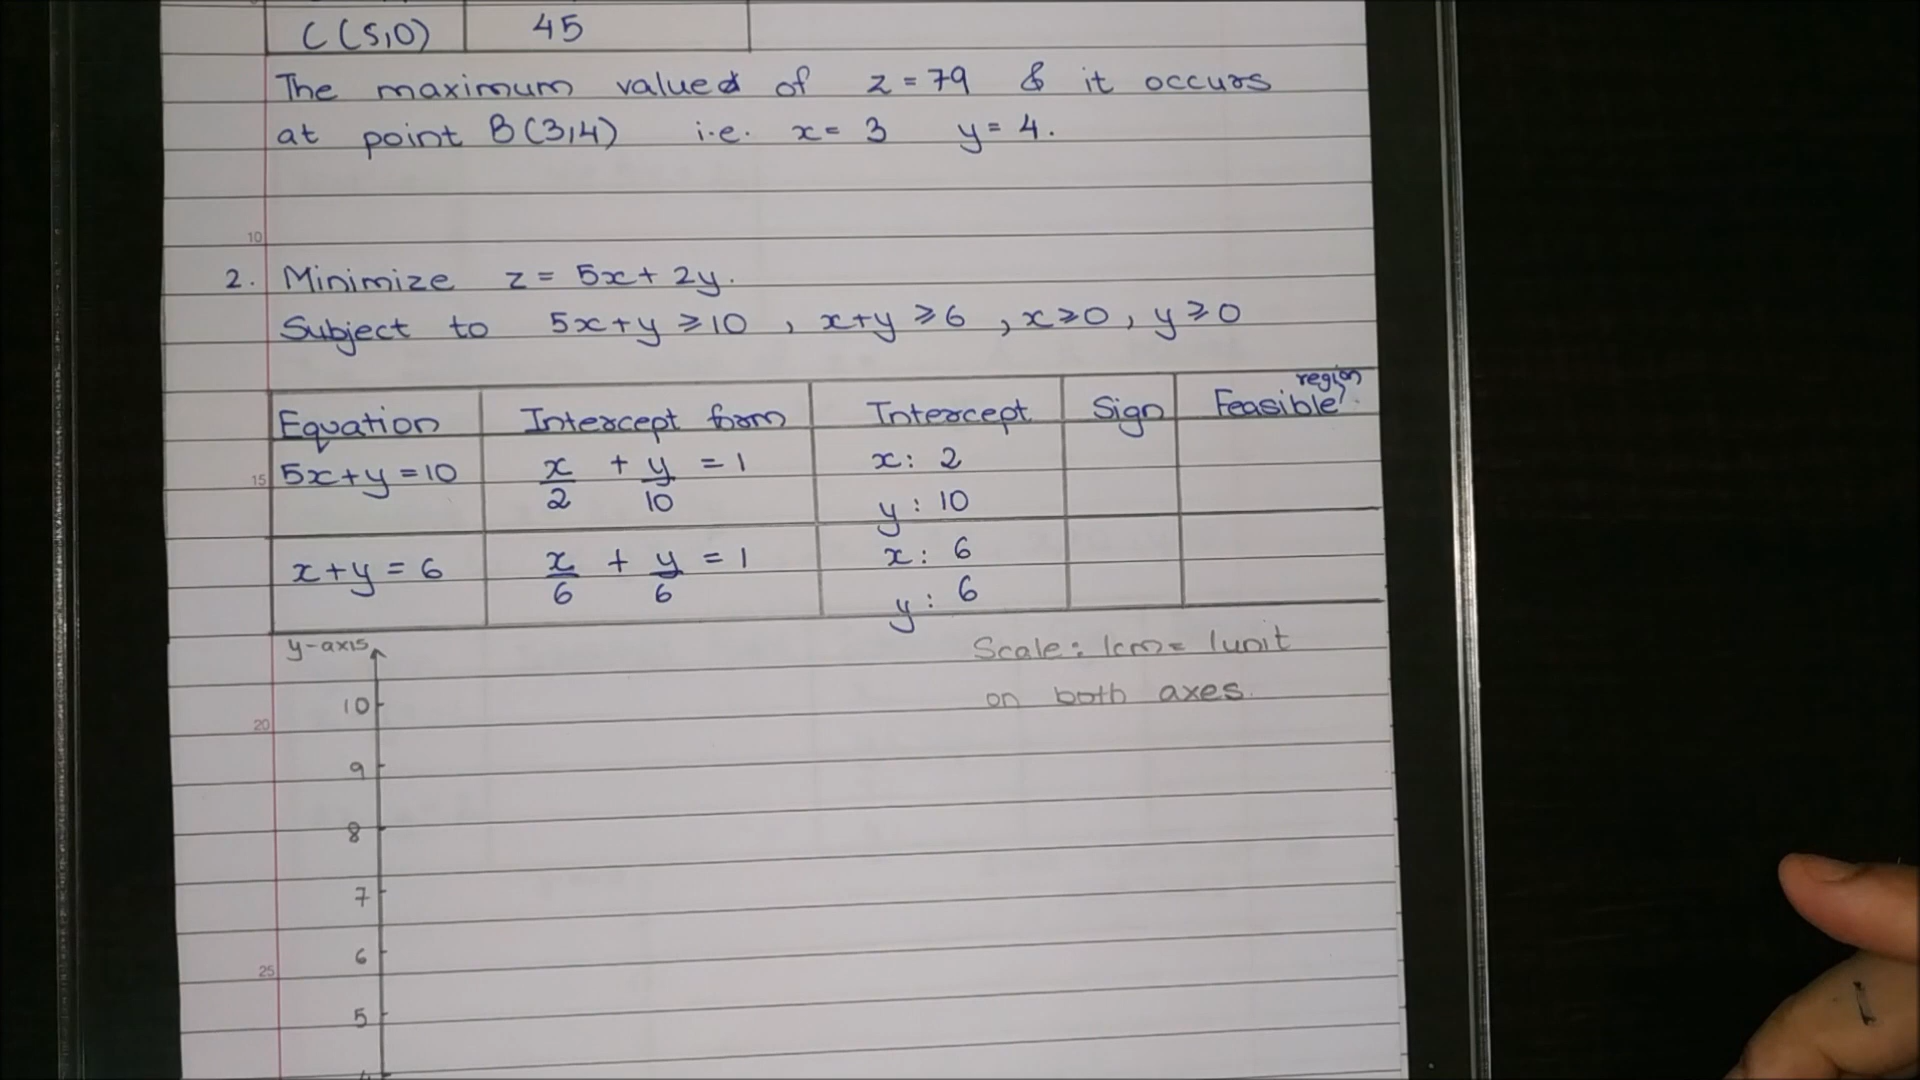 C(5,0) 45
The maximum value of z = 79 & it occurs
at point B(3,4) i.e. x = 3 y = 4.
10
2. Minimize z = 5x + 2y.
Subject to 5x+y ≥ 10 , x+y ≥ 6 , x ≥ 0 , y ≥ 0
Equation Intercept form Intercept Sign Feasible region
15 5x+y = 10 x/2 + y/10 = 1 x: 2
y: 10
x+y = 6 x/6 + y/6 = 1 x: 6
y: 6
y-axis Scale: 1cm = 1unit
on both axes.
10
20
9
8
7
6
25
5